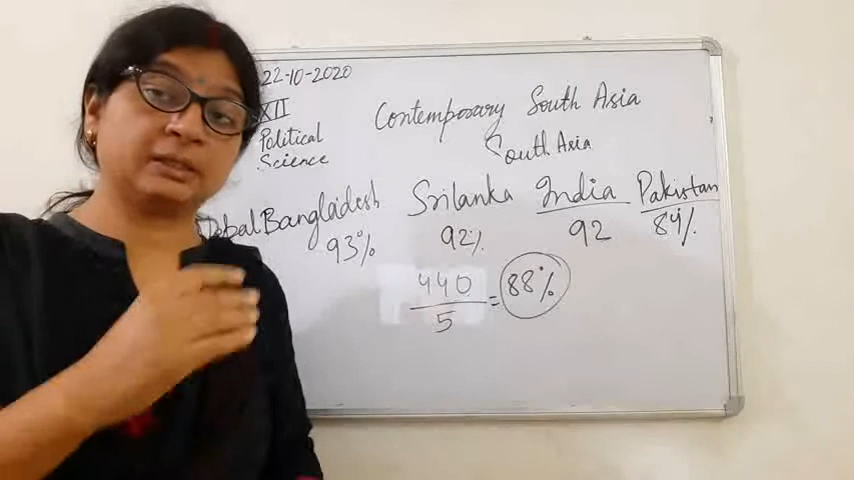 22-10-2020
XII
Political
Science
Contemporary South Asia
South Asia
Bangladesh Srilanka India Pakistan
93% 92% 92
440
5
= 88%